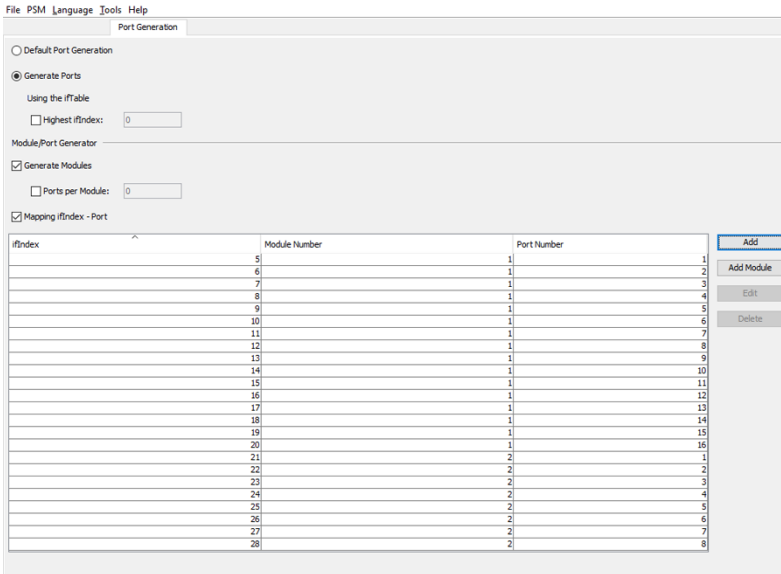 File PSM Language Tools Help
Port Generation
Default Port Generation
Generate Ports
Using the ifTable
Highest ifIndex: 0
Module/Port Generator
Generate Modules
Ports per Module: 0
Mapping ifIndex - Port
ifIndex Module Number Port Number Add
5 1 1
6 1 2 Add Module
7 1 3
8 1 4 Edit
9 1 5
10 1 6 Delete
11 1 7
12 1 8
13 1 9
14 1 10
15 1 11
16 1 12
17 1 13
18 1 14
19 1 15
20 1 16
21 2 1
22 2 2
23 2 3
24 2 4
25 2 5
26 2 6
27 2 7
28 2 8